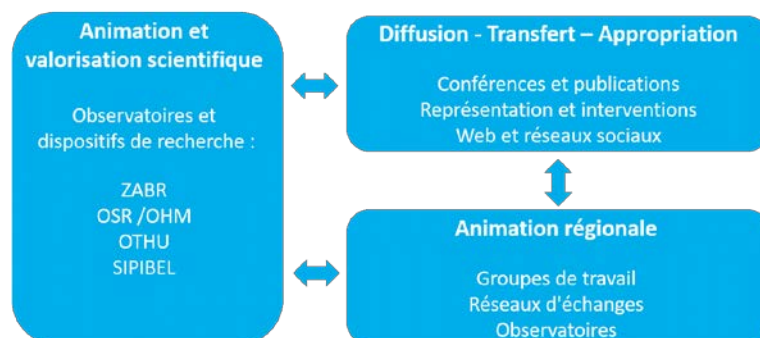 Animation et
valorisation scientifique
Observatoires et
dispositifs de recherche :
ZABR
OSR /OHM
OTHU
SIPIBEL
Diffusion - Transfert – Appropriation
Conférences et publications
Représentation et interventions
Web et réseaux sociaux
Animation régionale
Groupes de travail
Réseaux d'échanges
Observatoires